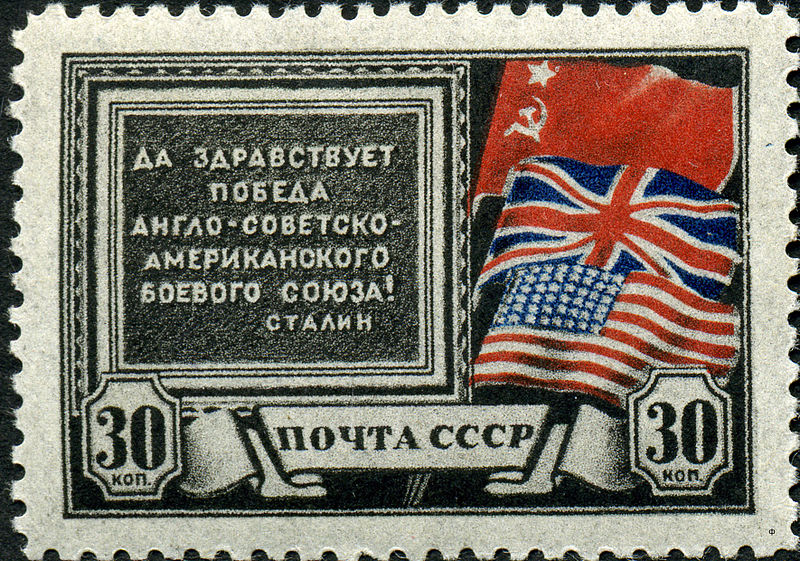 ДА ЗДРАВСТВУЕТ
ПОБЕДА
АНГЛО-СОВЕТСКО-
АМЕРИКАНСКОГО
БОЕВОГО СОЮЗА!
СТАЛИН
30
КОП.
ПОЧТА СССР
30
КОП.
Ф